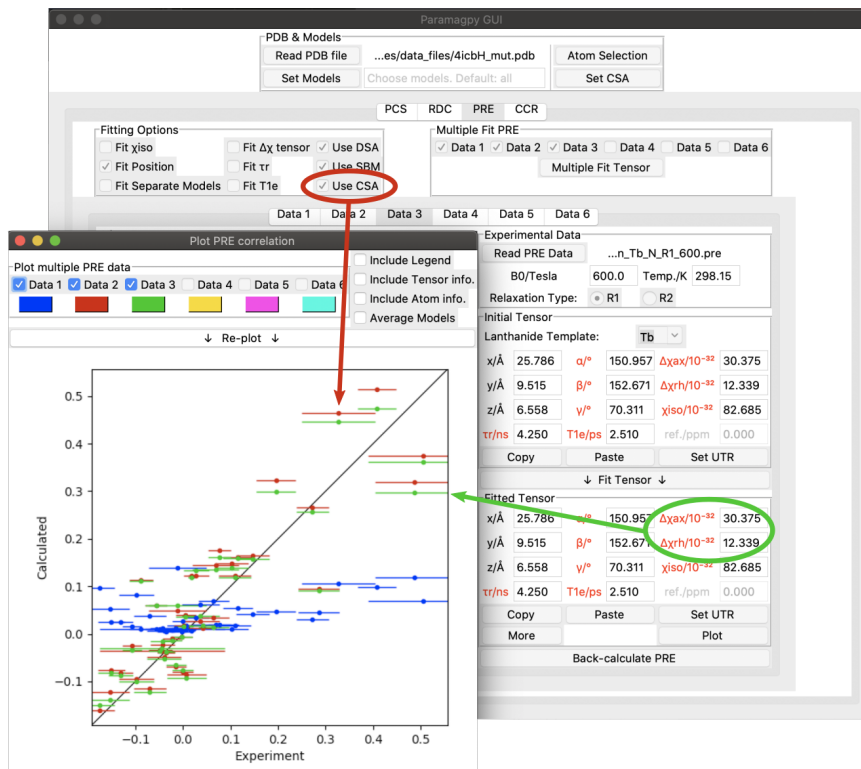 Paramagpy GUI
PDB & Models
Read PDB file ...es/data_files/4icbH_mut.pdb Atom Selection
Set Models Choose models. Default: all Set CSA
PCS RDC PRE CCR
Fitting Options
Fit χiso Fit Δχ tensor Use DSA
Fit Position Fit τr Use SBM
Fit Separate Models Fit T1e Use CSA
Multiple Fit PRE
Data 1 Data 2 Data 3 Data 4 Data 5 Data 6
Multiple Fit Tensor
Data 1 Data 2 Data 3 Data 4 Data 5 Data 6
Plot PRE correlation
Plot multiple PRE data
Data 1 Data 2 Data 3 Data 4 Data 5 Data 6
Include Legend
Include Tensor info.
Include Atom info.
Average Models
↓ Re-plot ↓
0.5
0.4
0.3
0.2
0.1
0.0
−0.1
Calculated
−0.1 0.0 0.1 0.2 0.3 0.4 0.5
Experiment
Experimental Data
Read PRE Data ...n_Tb_N_R1_600.pre
B0/Tesla 600.0 Temp./K 298.15
Relaxation Type: R1 R2
Initial Tensor
Lanthanide Template: Tb
x/Å 25.786 α/° 150.957 Δχax/10⁻³² 30.375
y/Å 9.515 β/° 152.671 Δχrh/10⁻³² 12.339
z/Å 6.558 γ/° 70.311 χiso/10⁻³² 82.685
τr/ns 4.250 T1e/ps 2.510 ref./ppm 0.000
Copy Paste Set UTR
↓ Fit Tensor ↓
Fitted Tensor
x/Å 25.786 α/° 150.957 Δχax/10⁻³² 30.375
y/Å 9.515 β/° 152.671 Δχrh/10⁻³² 12.339
z/Å 6.558 γ/° 70.311 χiso/10⁻³² 82.685
τr/ns 4.250 T1e/ps 2.510 ref./ppm 0.000
Copy Paste Set UTR
More Plot
Back-calculate PRE